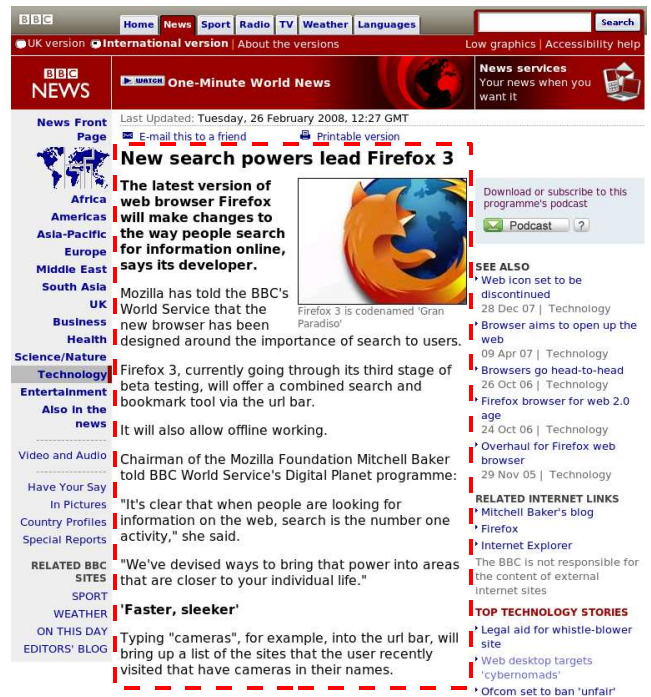 BBC
Home News Sport Radio TV Weather Languages
Search
UK version International version | About the versions
Low graphics | Accessibility help
BBC
NEWS
WATCH One-Minute World News
News services
Your news when you
want it
Last Updated: Tuesday, 26 February 2008, 12:27 GMT
E-mail this to a friend
Printable version
News Front
Page
Africa
Americas
Asia-Pacific
Europe
Middle East
South Asia
UK
Business
Health
Science/Nature
Technology
Entertainment
Also in the
news
Video and Audio
Have Your Say
In Pictures
Country Profiles
Special Reports
RELATED BBC
SITES
SPORT
WEATHER
ON THIS DAY
EDITORS' BLOG
New search powers lead Firefox 3
The latest version of
web browser Firefox
will make changes to
the way people search
for information online,
says its developer.
Firefox 3 is codenamed 'Gran
Paradiso'
Mozilla has told the BBC's
World Service that the
new browser has been
designed around the importance of search to users.
Firefox 3, currently going through its third stage of
beta testing, will offer a combined search and
bookmark tool via the url bar.
It will also allow offline working.
Chairman of the Mozilla Foundation Mitchell Baker
told BBC World Service's Digital Planet programme:
"It's clear that when people are looking for
information on the web, search is the number one
activity," she said.
"We've devised ways to bring that power into areas
that are closer to your individual life."
'Faster, sleeker'
Typing "cameras", for example, into the url bar, will
bring up a list of the sites that the user recently
visited that have cameras in their names.
Download or subscribe to this
programme's podcast
Podcast ?
SEE ALSO
Web icon set to be
discontinued
28 Dec 07 | Technology
Browser aims to open up the
web
09 Apr 07 | Technology
Browsers go head-to-head
26 Oct 06 | Technology
Firefox browser for web 2.0
age
24 Oct 06 | Technology
Overhaul for Firefox web
browser
29 Nov 05 | Technology
RELATED INTERNET LINKS
Mitchell Baker's blog
Firefox
Internet Explorer
The BBC is not responsible for
the content of external
internet sites
TOP TECHNOLOGY STORIES
Legal aid for whistle-blower
site
Web desktop targets
'cybernomads'
Ofcom set to ban 'unfair'